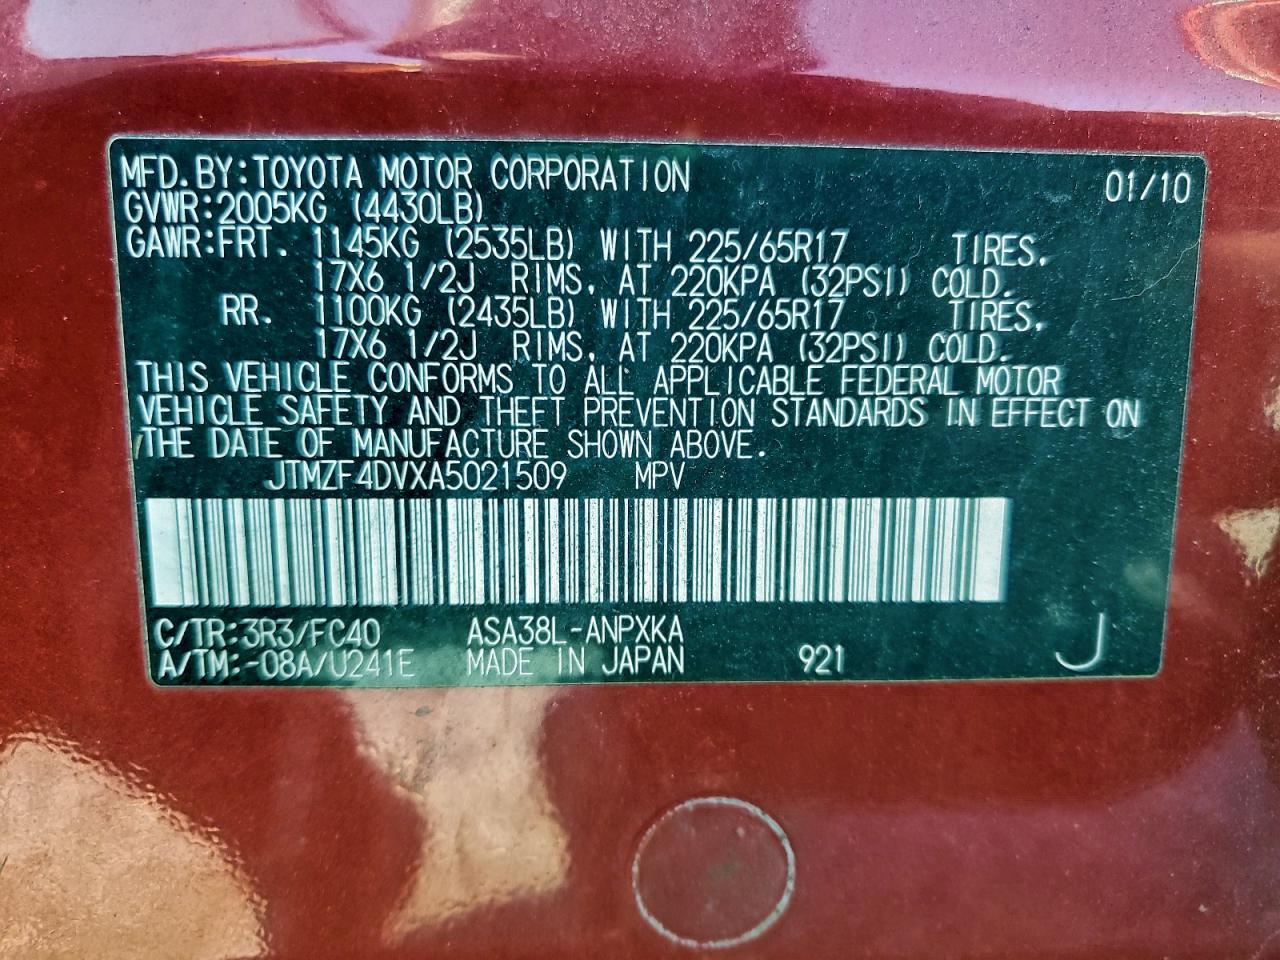 MFD.BY:TOYOTA MOTOR CORPORATION 01/10
GVWR:2005KG (4430LB)
GAWR:FRT. 1145KG (2535LB) WITH 225/65R17 TIRES,
17X6 1/2J RIMS, AT 220KPA (32PSI) COLD.
RR. 1100KG (2435LB) WITH 225/65R17 TIRES,
17X6 1/2J RIMS, AT 220KPA (32PSI) COLD.
THIS VEHICLE CONFORMS TO ALL APPLICABLE FEDERAL MOTOR
VEHICLE SAFETY AND THEFT PREVENTION STANDARDS IN EFFECT ON
THE DATE OF MANUFACTURE SHOWN ABOVE.
JTMZF4DVXA5021509 MPV
C/TR:3R3/FC40 ASA38L-ANPXKA
A/TM:-08A/U241E MADE IN JAPAN 921 J